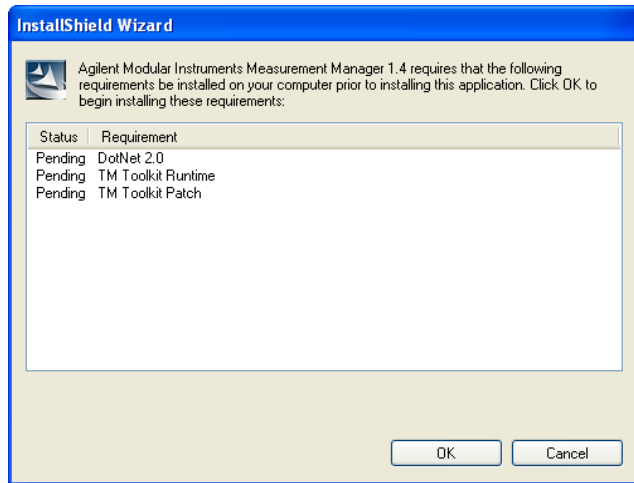 InstallShield Wizard
Agilent Modular Instruments Measurement Manager 1.4 requires that the following
requirements be installed on your computer prior to installing this application. Click OK to
begin installing these requirements:
Status Requirement
Pending DotNet 2.0
Pending TM Toolkit Runtime
Pending TM Toolkit Patch
OK Cancel